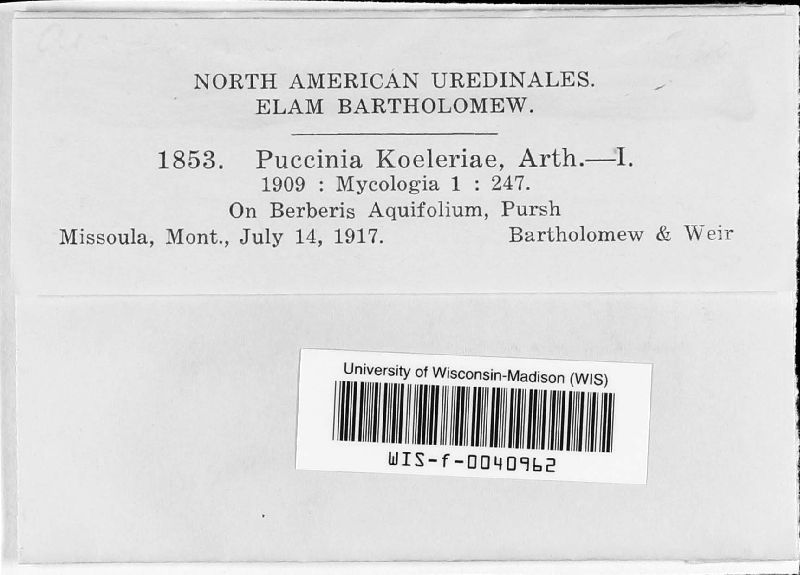 NORTH AMERICAN UREDINALES.
ELAM BARTHOLOMEW.
1853. Puccinia Koeleriae, Arth.—I.
1909 : Mycologia 1 : 247.
On Berberis Aquifolium, Pursh
Missoula, Mont., July 14, 1917. Bartholomew & Weir
University of Wisconsin-Madison (WIS)
WIS-f-0040962